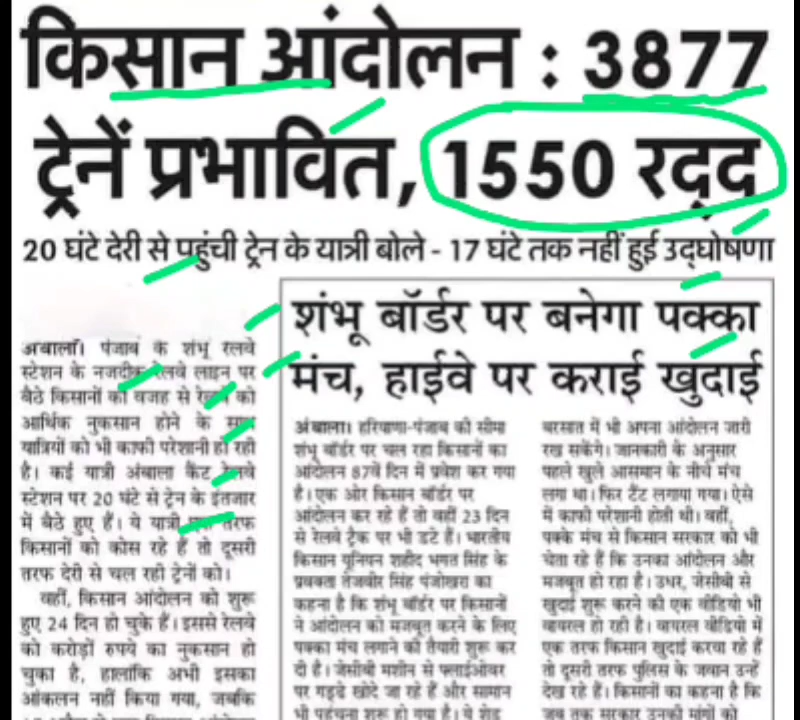 किसान आंदोलन : 3877
ट्रेनें प्रभावित, 1550 रद्द
20 घंटे देरी से पहुंची ट्रेन के यात्री बोले - 17 घंटे तक नहीं हुई उद्घोषणा
अंबाला। पंजाब के शंभू रेलवे
स्टेशन के नजदीक रेलवे लाइन पर
बैठे किसानों की वजह से रेलवे को
आर्थिक नुकसान होने के साथ
यात्रियों को भी काफी परेशानी हो रही
है। कई यात्री अंबाला कैंट रेलवे
स्टेशन पर 20 घंटे से ट्रेन के इंतजार
में बैठे हुए हैं। ये यात्री एक तरफ
किसानों को कोस रहे हैं तो दूसरी
तरफ देरी से चल रही ट्रेनों को।
वहीं, किसान आंदोलन को शुरू
हुए 24 दिन हो चुके हैं। इससे रेलवे
को करोड़ों रुपये का नुकसान हो
चुका है, हालांकि अभी इसका
आंकलन नहीं किया गया, जबकि
शंभू बॉर्डर पर बनेगा पक्का
मंच, हाईवे पर कराई खुदाई
अंबाला। हरियाणा-पंजाब की सीमा
शंभू बॉर्डर पर चल रहा किसानों का
आंदोलन 87वें दिन में प्रवेश कर गया
है। एक ओर किसान बॉर्डर पर
आंदोलन कर रहे हैं तो वहीं 23 दिन
से रेलवे ट्रैक पर भी डटे हैं। भारतीय
किसान यूनियन शहीद भगत सिंह के
प्रवक्ता तेजवीर सिंह पंजोखरा का
कहना है कि शंभू बॉर्डर पर किसानों
ने आंदोलन को मजबूत करने के लिए
पक्का मंच लगाने की तैयारी शुरू कर
दी है। जेसीबी मशीन से फ्लाईओवर
पर गड्ढे खोदे जा रहे हैं और सामान
भी पहुंचना शुरू हो गया है। ये शेड
बरसात में भी अपना आंदोलन जारी
रख सकेंगे। जानकारी के अनुसार
पहले खुले आसमान के नीचे मंच
लगा था। फिर टैंट लगाया गया। ऐसे
में काफी परेशानी होती थी। वहीं,
पक्के मंच से किसान सरकार को भी
चेता रहे हैं कि उनका आंदोलन और
मजबूत हो रहा है। उधर, जेसीबी से
खुदाई शुरू करने की एक वीडियो भी
वायरल हो रही है। वायरल वीडियो में
एक तरफ किसान खुदाई करवा रहे हैं
तो दूसरी तरफ पुलिस के जवान उन्हें
देख रहे हैं। किसानों का कहना है कि
जब तक सरकार उनकी मांगों को